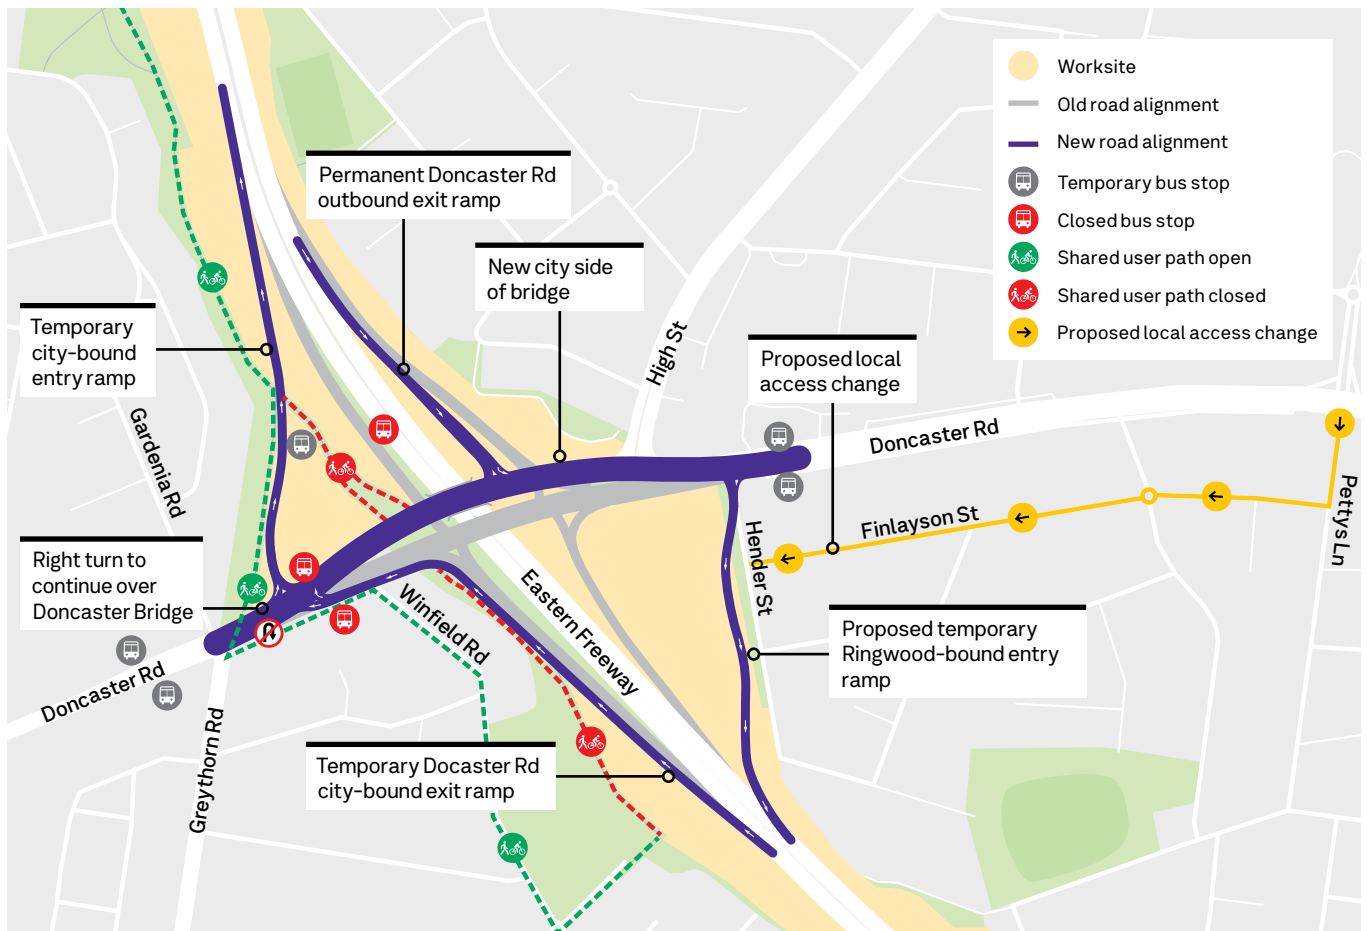 Worksite
Old road alignment
New road alignment
Temporary bus stop
Closed bus stop
Shared user path open
Shared user path closed
Proposed local access change
Permanent Doncaster Rd
outbound exit ramp
New city side
of bridge
Temporary
city-bound
entry ramp
High St
Proposed local
access change
Doncaster Rd
Gardenia Rd
Pettys Ln
Finlayson St
Hender St
Right turn to
continue over
Doncaster Bridge
Winfield Rd
Eastern Freeway
Proposed temporary
Ringwood-bound entry
ramp
Doncaster Rd
Greythorn Rd
Temporary Docaster Rd
city-bound exit ramp